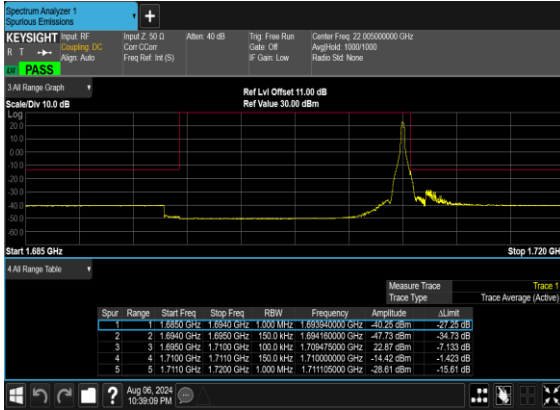 Spectrum Analyzer 1
Spurious Emissions
+
KEYSIGHT Input: RF Input Z: 50 Ω Atten: 40 dB Trig: Free Run Center Freq: 22.005000000 GHz
R T Coupling: DC Corr CCorr Gate: Off Avg|Hold: 1000/1000
Align: Auto Freq Ref: Int (S) IF Gain: Low Radio Std: None
PASS
3 All Range Graph
Ref Lvl Offset 11.00 dB
Scale/Div 10.0 dB Ref Value 30.00 dBm
Log
20.0
10.0
0.00
-10.0
-20.0
-30.0
-40.0
-50.0
-60.0
Start 1.685 GHz Stop 1.720 GH
4 All Range Table
Measure Trace Trace 1
Trace Type Trace Average (Active)
Spur Range Start Freq Stop Freq RBW Frequency Amplitude ΔLimit
1 1 1.6850 GHz 1.6940 GHz 1.000 MHz 1.693940000 GHz -40.25 dBm -27.25 dB
2 2 1.6940 GHz 1.6950 GHz 150.0 kHz 1.694160000 GHz -47.73 dBm -34.73 dB
3 3 1.6950 GHz 1.7100 GHz 100.0 kHz 1.709475000 GHz 22.87 dBm -7.133 dB
4 4 1.7100 GHz 1.7110 GHz 150.0 kHz 1.710000000 GHz -14.42 dBm -1.423 dB
5 5 1.7110 GHz 1.7200 GHz 1.000 MHz 1.711105000 GHz -28.61 dBm -15.61 dB
? Aug 06, 2024
10:39:09 PM